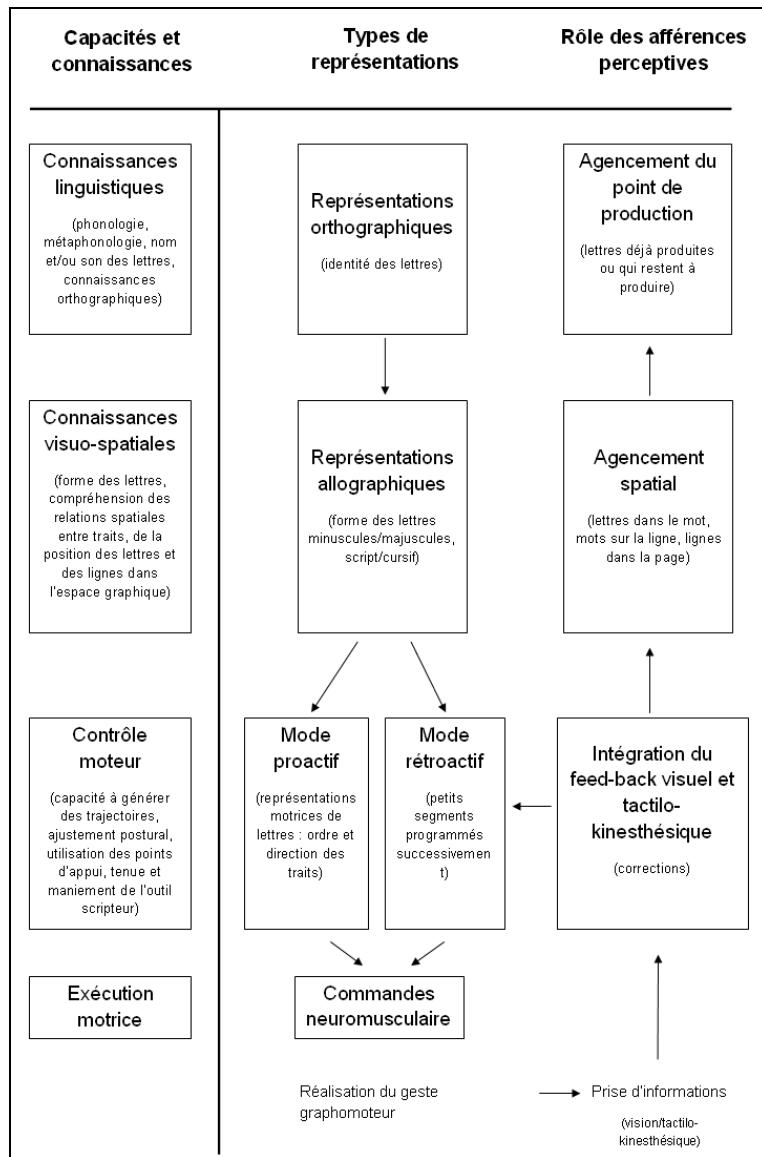 Capacités et
connaissances
Types de
représentations
Rôle des afférences
perceptives
Connaissances
linguistiques
(phonologie,
métaphonologie, nom
et/ou son des lettres,
connaissances
orthographiques)
Représentations
orthographiques
(identité des lettres)
Agencement du
point de
production
(lettres déjà produites
ou qui restent à
produire)
Connaissances
visuo-spatiales
(forme des lettres,
compréhension des
relations spatiales
entre traits, de la
position des lettres et
des lignes dans
l'espace graphique)
Représentations
allographiques
(forme des lettres
minuscules/majuscules,
script/cursif)
Agencement
spatial
(lettres dans le mot,
mots sur la ligne, lignes
dans la page)
Contrôle
moteur
(capacité à générer
des trajectoires,
ajustement postural,
utilisation des points
d'appui, tenue et
maniement de l'outil
scripteur)
Mode
proactif
(représentations
motrices de
lettres : ordre et
direction des
traits)
Mode
rétroactif
(petits
segments
programmés
successivemen
t)
Intégration du
feed-back visuel et
tactilo-
kinesthésique
(corrections)
Exécution
motrice
Commandes
neuromusculaire
Réalisation du geste
graphomoteur
Prise d'informations
(vision/tactilo-
kinesthésique)